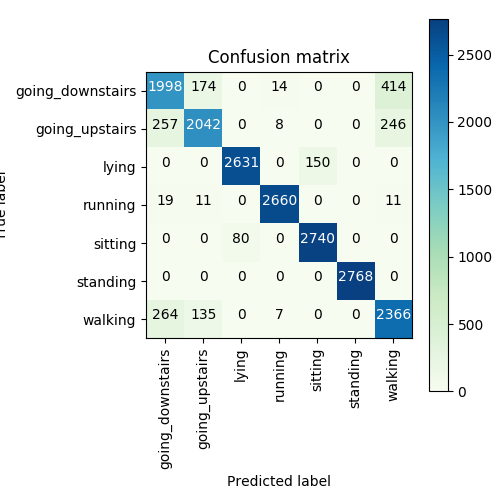 Confusion matrix
going_downstairs 1998 174 0 14 0 0 414
going_upstairs 257 2042 0 8 0 0 246
lying 0 0 2631 0 150 0 0
running 19 11 0 2660 0 0 11
sitting 0 0 80 0 2740 0 0
standing 0 0 0 0 0 2768 0
walking 264 135 0 7 0 0 2366
going_downstairs
going_upstairs
lying
running
sitting
standing
walking
Predicted label
True label
2500
2000
1500
1000
500
0